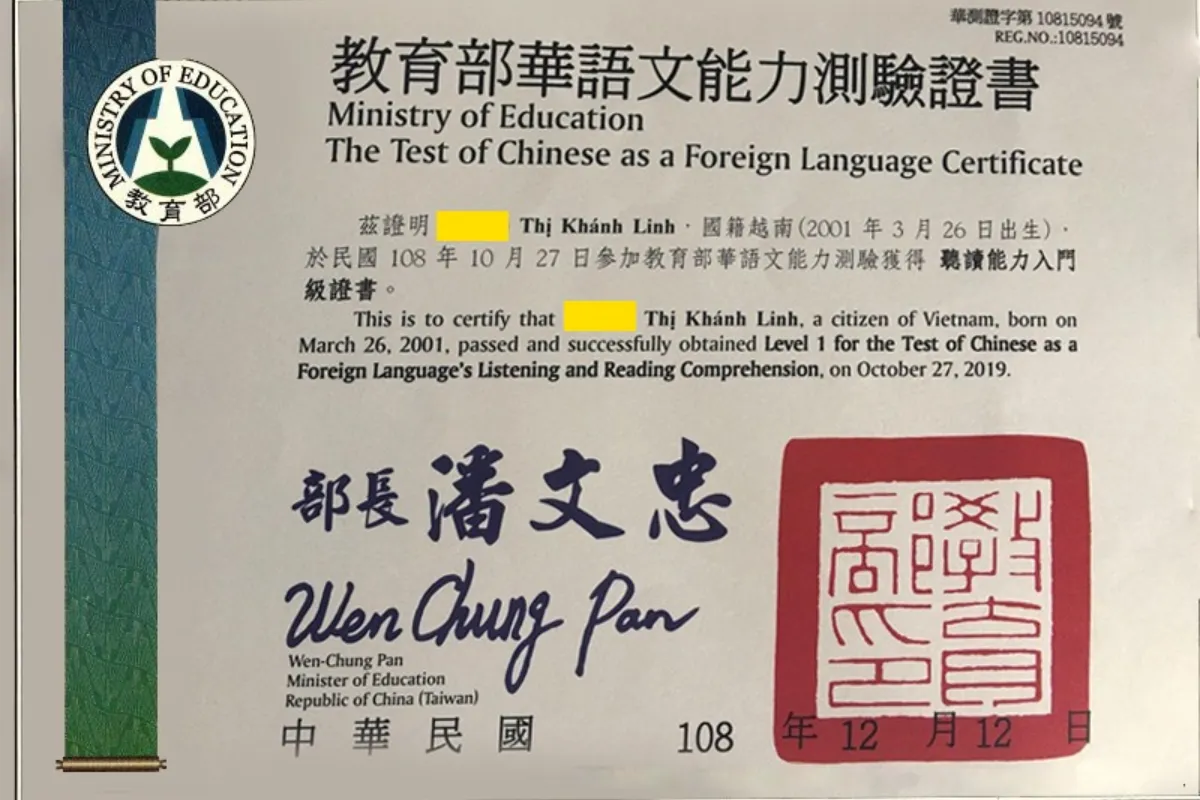 華測證字第 10815094 號
REG.NO.:10815094
MINISTRY OF EDUCATION
教育部
教育部華語文能力測驗證書
Ministry of Education
The Test of Chinese as a Foreign Language Certificate
茲證明 Thị Khánh Linh，國籍越南(2001 年 3 月 26 日出生)，
於民國 108 年 10 月 27 日參加教育部華語文能力測驗獲得 聽讀能力入門
級證書。
This is to certify that Thị Khánh Linh, a citizen of Vietnam, born on
March 26, 2001, passed and successfully obtained Level 1 for the Test of Chinese as a
Foreign Language's Listening and Reading Comprehension, on October 27, 2019.
部長 潘文忠
Wen Chung Pan
Wen-Chung Pan
Minister of Education
Republic of China (Taiwan)
教育部印
中華民國 108 年 12 月 12 日